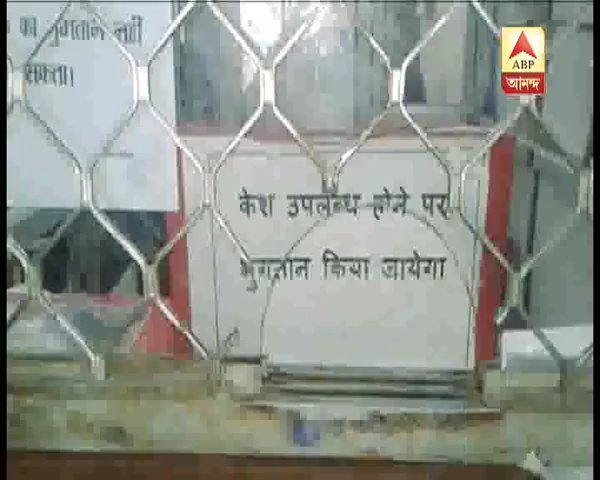 का भुगतान नहीं
सकता।
ABP
আনন্দ
केश उपलब्ध होने पर
भुगतान किया जायेगा